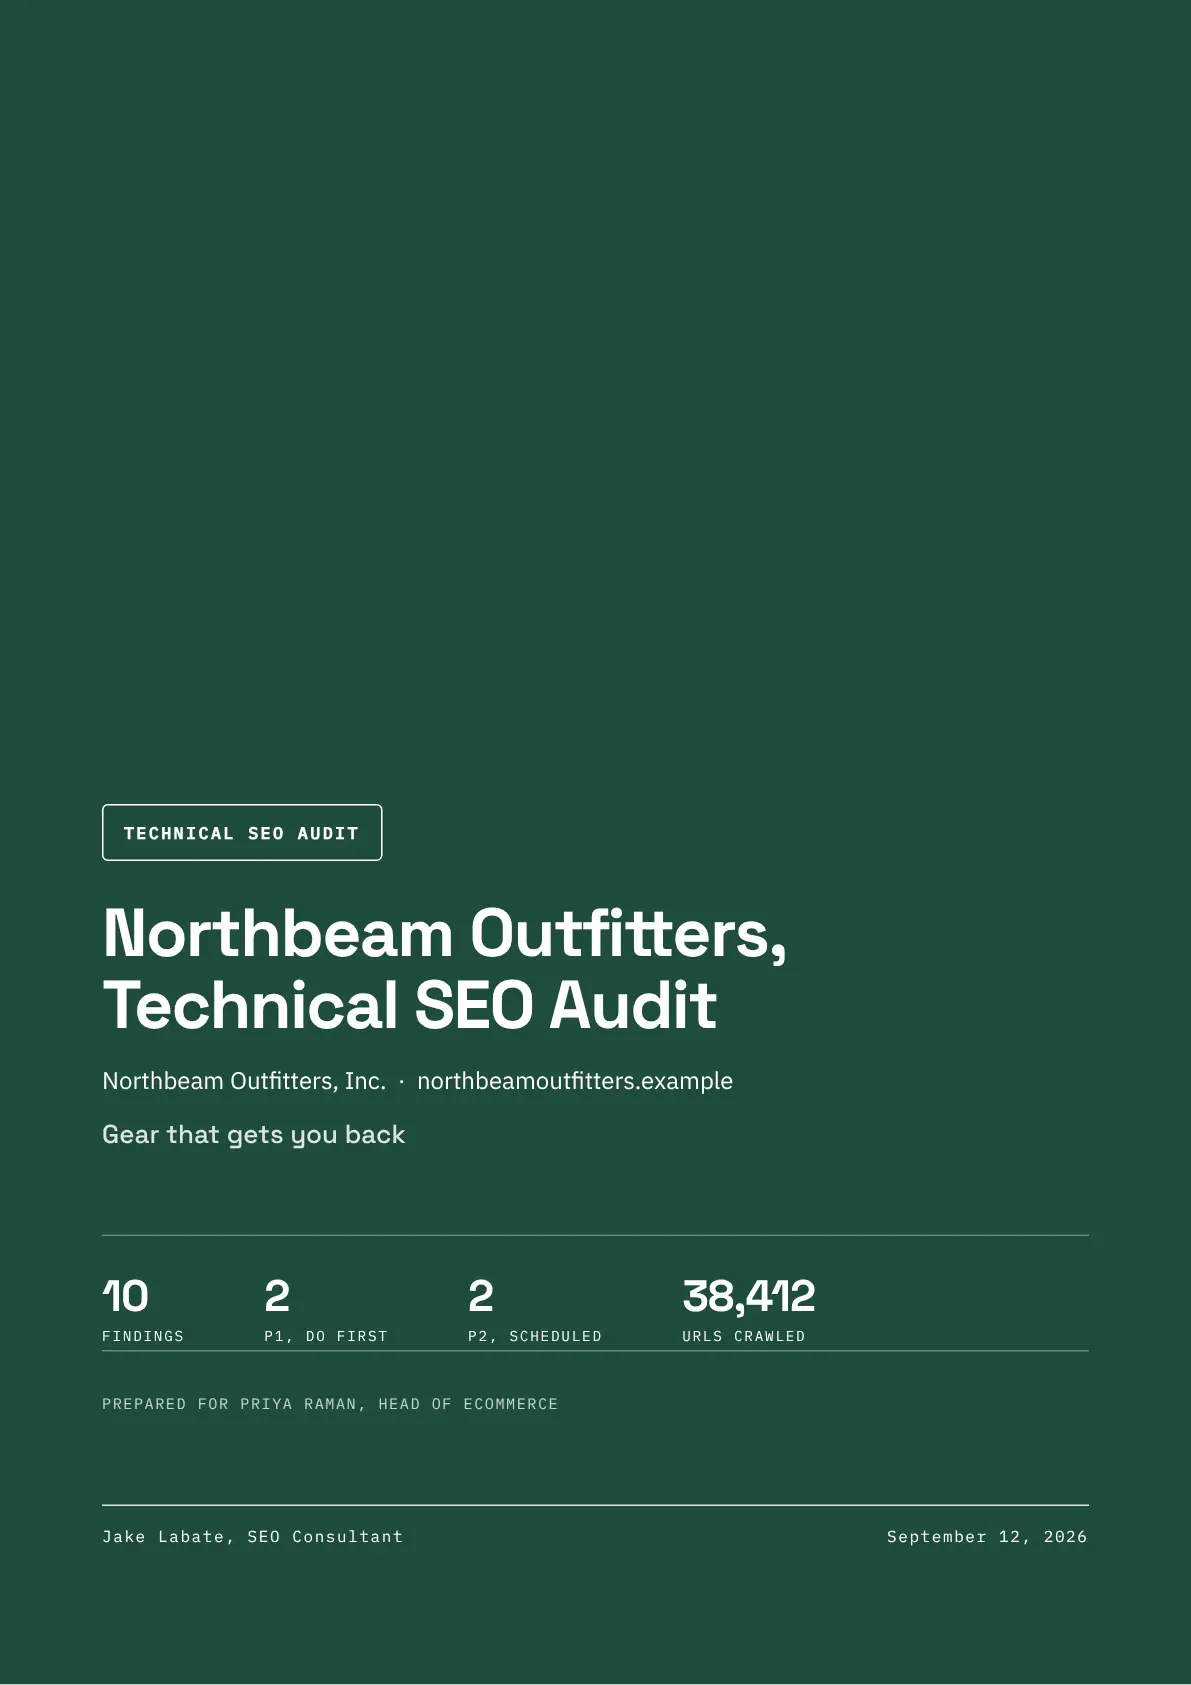 TECHNICAL SEO AUDIT
Northbeam Outfitters,
Technical SEO Audit
Northbeam Outfitters, Inc. · northbeamoutfitters.example
Gear that gets you back
10 2 2 38,412
FINDINGS P1, DO FIRST P2, SCHEDULED URLS CRAWLED
PREPARED FOR PRIYA RAMAN, HEAD OF ECOMMERCE
Jake Labate, SEO Consultant September 12, 2026